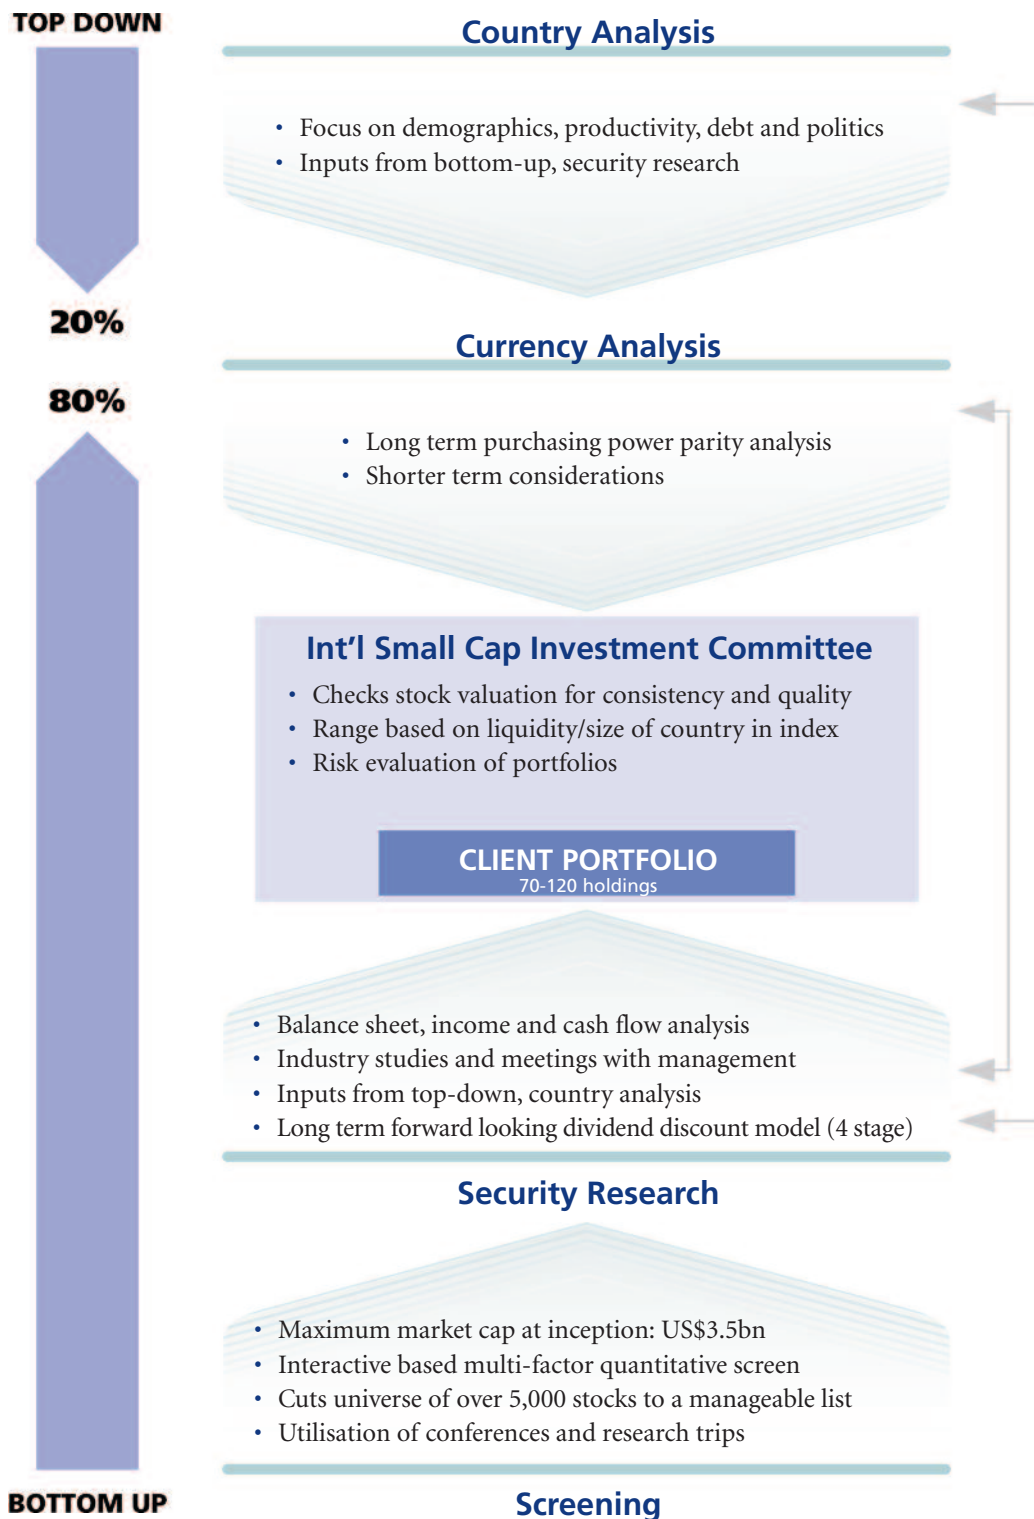 TOP DOWN
Country Analysis
• Focus on demographics, productivity, debt and politics
• Inputs from bottom-up, security research
20%
Currency Analysis
80%
• Long term purchasing power parity analysis
• Shorter term considerations
Int'l Small Cap Investment Committee
• Checks stock valuation for consistency and quality
• Range based on liquidity/size of country in index
• Risk evaluation of portfolios
CLIENT PORTFOLIO
70-120 holdings
• Balance sheet, income and cash flow analysis
• Industry studies and meetings with management
• Inputs from top-down, country analysis
• Long term forward looking dividend discount model (4 stage)
Security Research
• Maximum market cap at inception: US$3.5bn
• Interactive based multi-factor quantitative screen
• Cuts universe of over 5,000 stocks to a manageable list
• Utilisation of conferences and research trips
BOTTOM UP
Screening